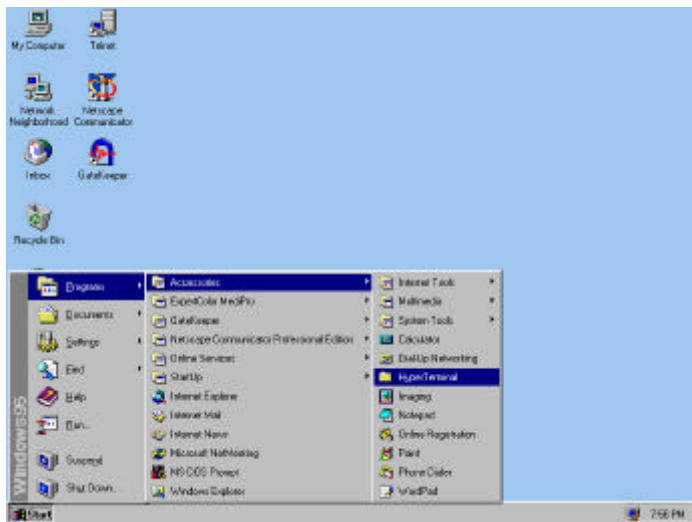 My Computer
Telnet
Network
Neighborhood
Netscape
Communicator
Inbox
GateKeeper
Recycle Bin
Windows95
Programs
Documents
Settings
Find
Help
Run...
Suspend
Shut Down...
Accessories
ExpertColor MediPro
GateKeeper
Netscape Communicator Professional Edition
Online Services
StartUp
Internet Explorer
Internet Mail
Internet News
Microsoft NetMeeting
MS-DOS Prompt
Windows Explorer
Internet Tools
Multimedia
System Tools
Calculator
Dial-Up Networking
HyperTerminal
Imaging
Notepad
Online Registration
Paint
Phone Dialer
WordPad
Start
7:56 PM